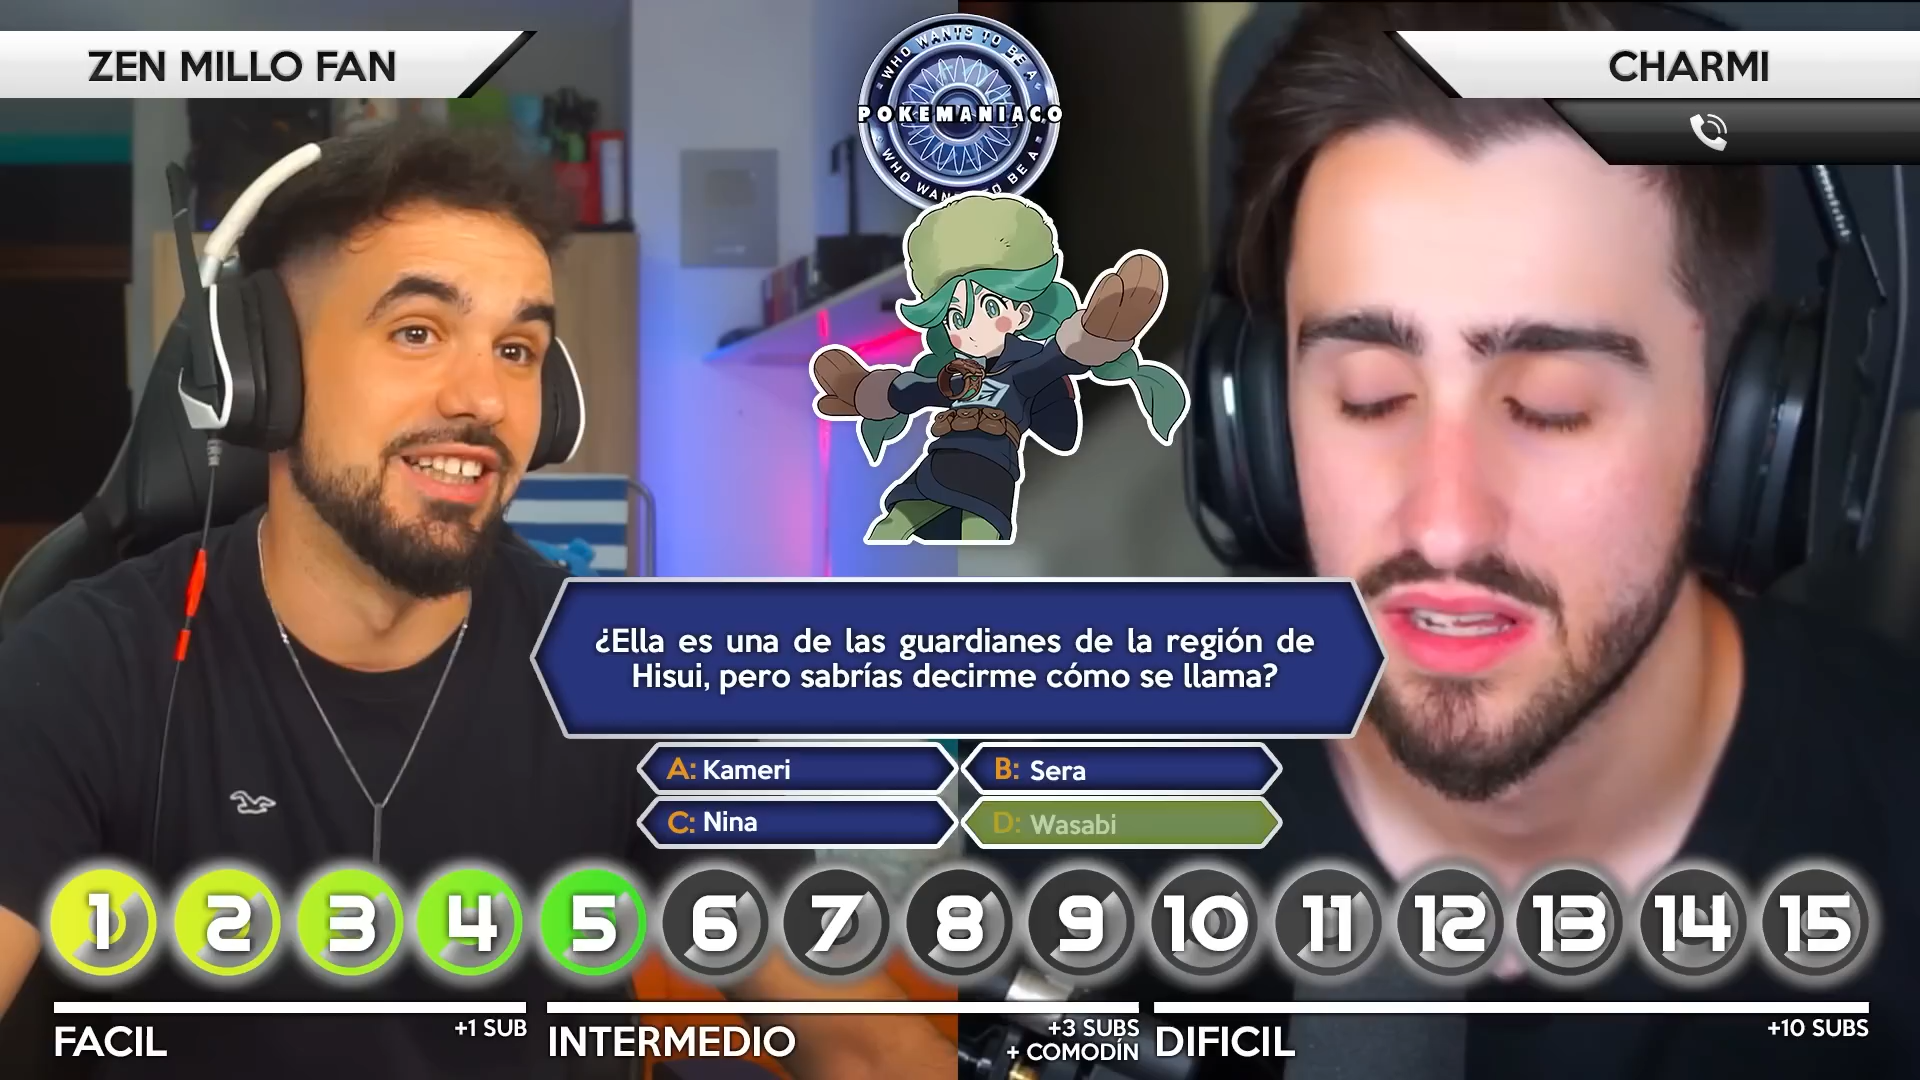 ZEN MILLO FAN
WHO WANTS TO BE A
POKEMANIACO
CHARMI
¿Ella es una de las guardianes de la región de
Hisui, pero sabrías decirme cómo se llama?
A: Kameri
B: Sera
C: Nina
D: Wasabi
1 2 3 4 5 6 7 8 9 10 11 12 13 14 15
FACIL
+1 SUB
INTERMEDIO
+3 SUBS
+ COMODÍN
DIFICIL
+10 SUBS